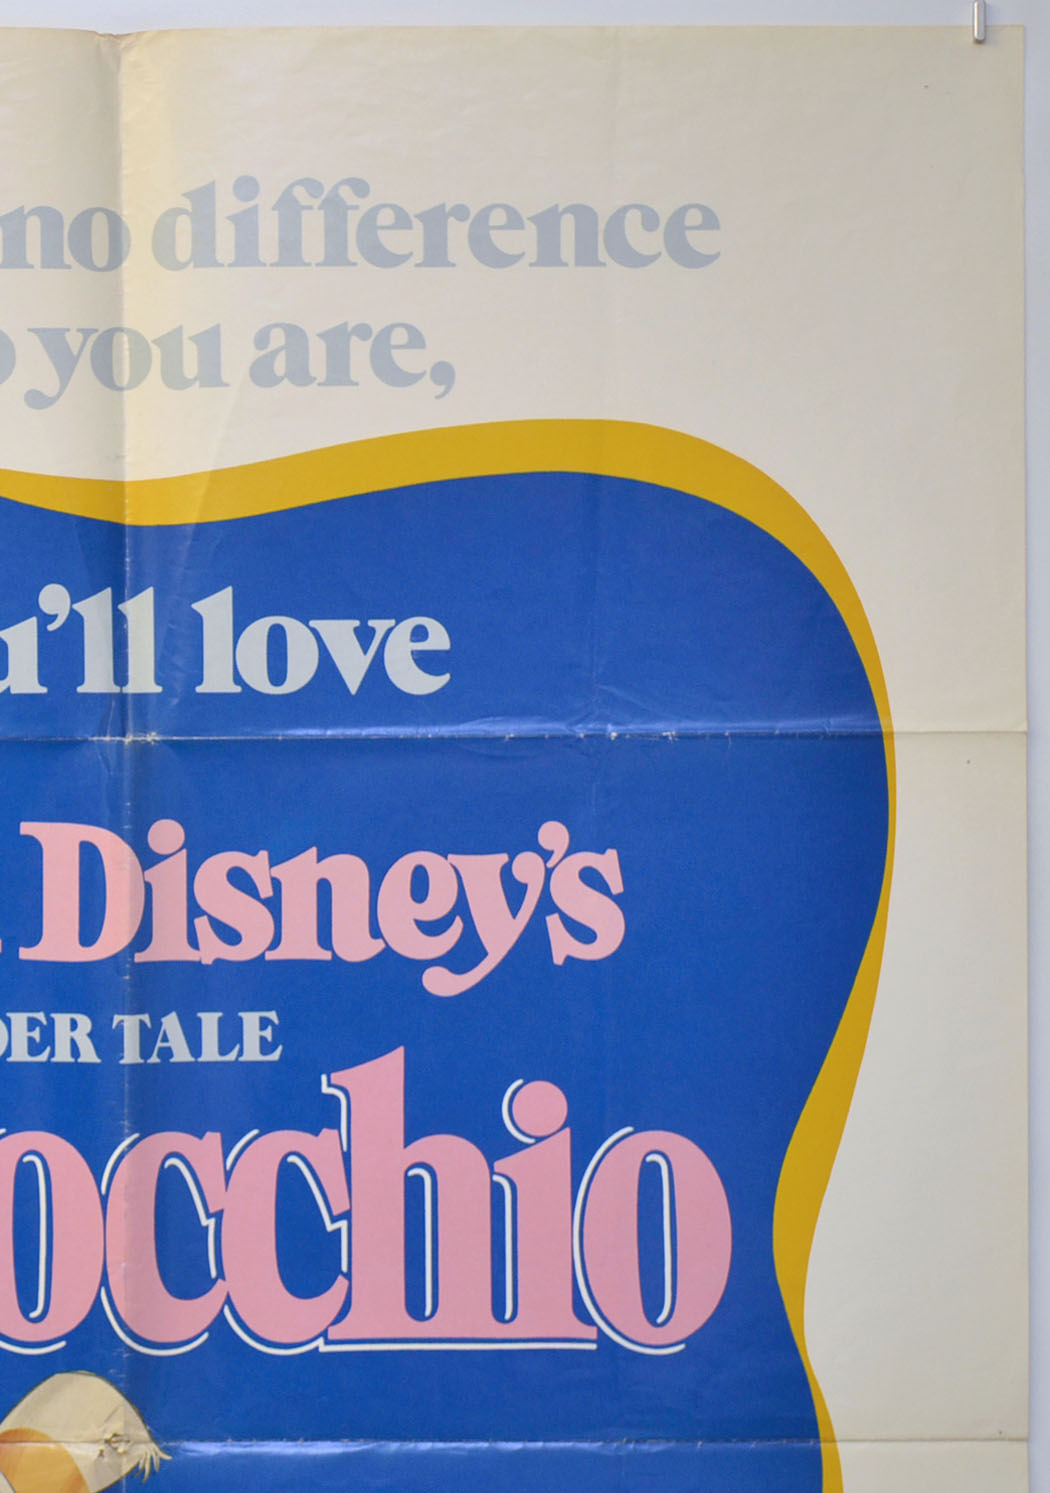 no difference
you are,
u'll love
Disney's
DER TALE
occhio